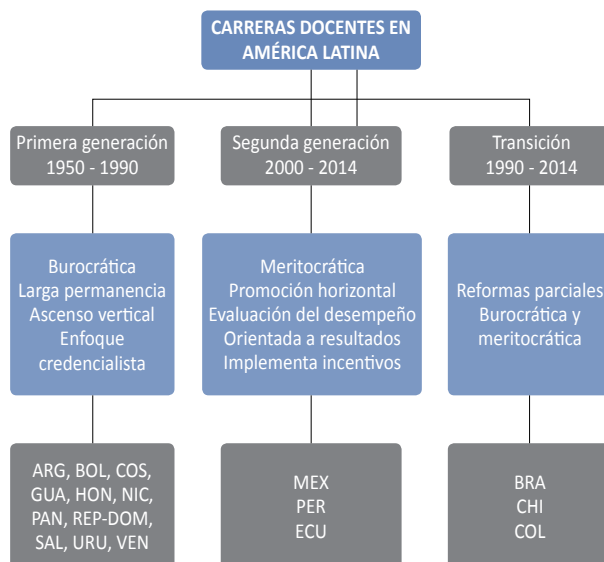 CARRERAS DOCENTES EN
AMÉRICA LATINA
Primera generación
1950 - 1990
Segunda generación
2000 - 2014
Transición
1990 - 2014
Burocrática
Larga permanencia
Ascenso vertical
Enfoque
credencialista
Meritocrática
Promoción horizontal
Evaluación del desempeño
Orientada a resultados
Implementa incentivos
Reformas parciales
Burocrática y
meritocrática
ARG, BOL, COS,
GUA, HON, NIC,
PAN, REP-DOM,
SAL, URU, VEN
MEX
PER
ECU
BRA
CHI
COL